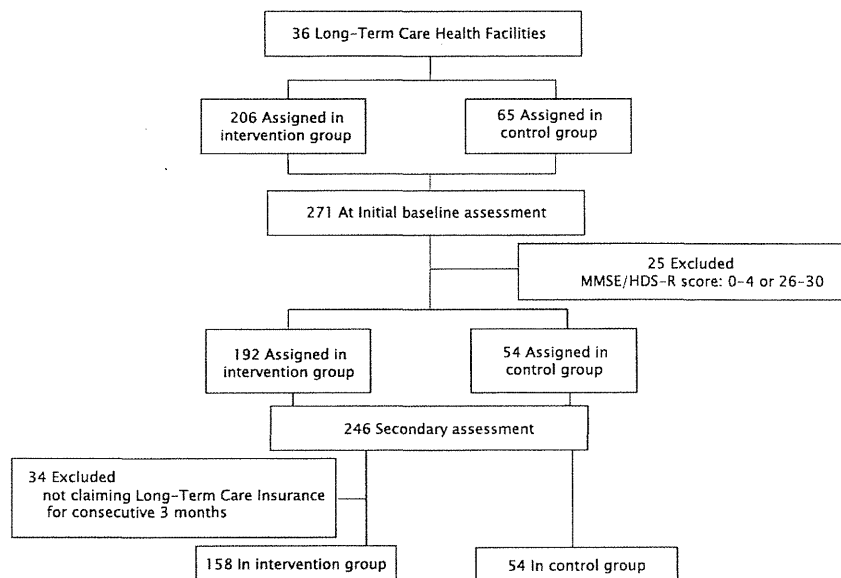 36 Long-Term Care Health Facilities
206 Assigned in
intervention group
65 Assigned in
control group
271 At Initial baseline assessment
25 Excluded
MMSE/HDS-R score: 0-4 or 26-30
192 Assigned in
intervention group
54 Assigned in
control group
246 Secondary assessment
34 Excluded
not claiming Long-Term Care Insurance
for consecutive 3 months
158 In intervention group
54 In control group